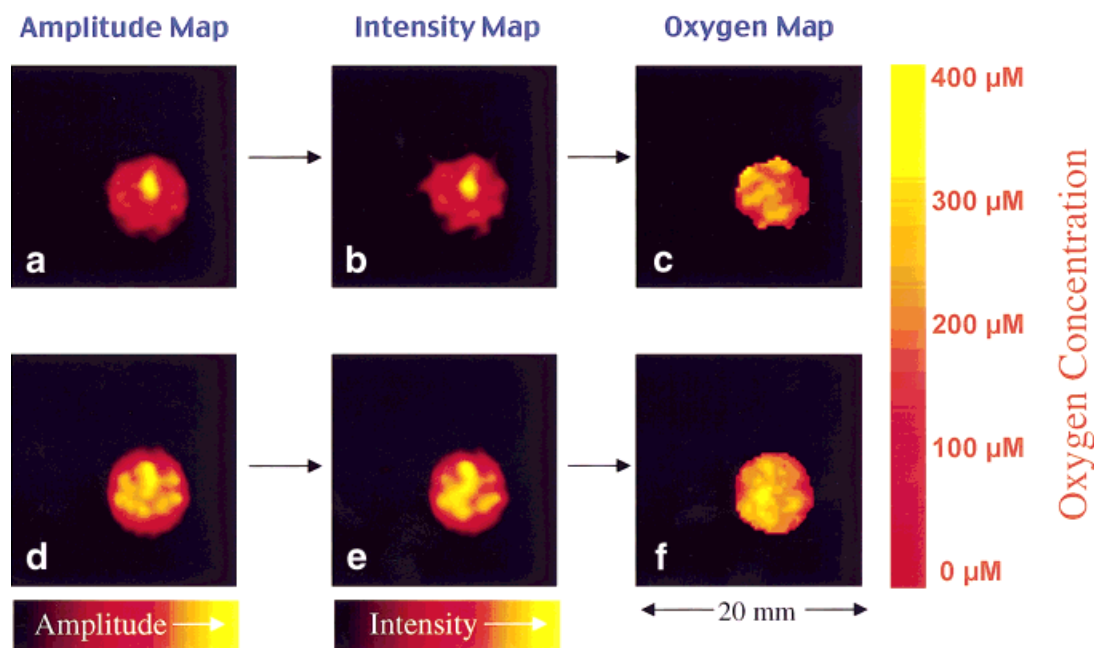 Amplitude Map
Intensity Map
Oxygen Map
a
b
c
400 µM
300 µM
200 µM
100 µM
0 µM
Oxygen Concentration
d
e
f
Amplitude
Intensity
20 mm